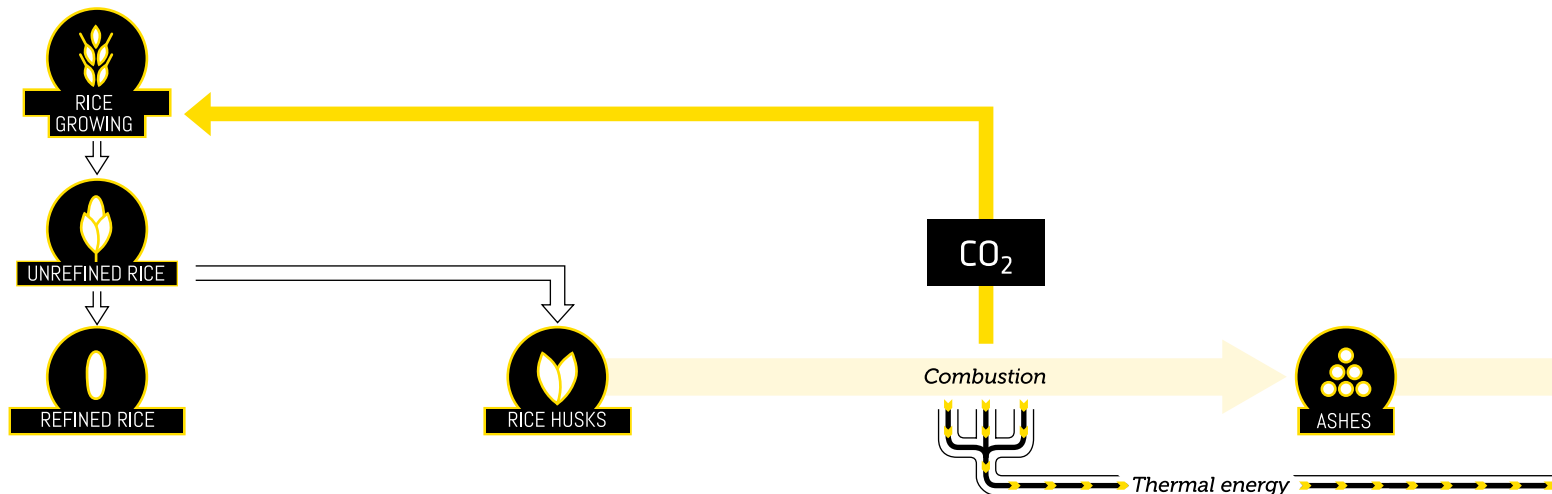 RICE
GROWING
UNREFINED RICE
CO₂
REFINED RICE
RICE HUSKS
Combustion
ASHES
Thermal energy